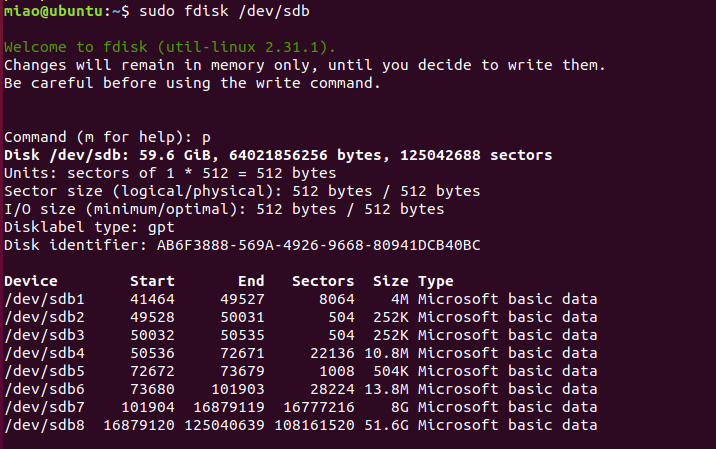 miao@ubuntu:~$ sudo fdisk /dev/sdb
Welcome to fdisk (util-linux 2.31.1).
Changes will remain in memory only, until you decide to write them.
Be careful before using the write command.
Command (m for help): p
Disk /dev/sdb: 59.6 GiB, 64021856256 bytes, 125042688 sectors
Units: sectors of 1 * 512 = 512 bytes
Sector size (logical/physical): 512 bytes / 512 bytes
I/O size (minimum/optimal): 512 bytes / 512 bytes
Disklabel type: gpt
Disk identifier: AB6F3888-569A-4926-9668-80941DCB40BC
Device Start End Sectors Size Type
/dev/sdb1 41464 49527 8064 4M Microsoft basic data
/dev/sdb2 49528 50031 504 252K Microsoft basic data
/dev/sdb3 50032 50535 504 252K Microsoft basic data
/dev/sdb4 50536 72671 22136 10.8M Microsoft basic data
/dev/sdb5 72672 73679 1008 504K Microsoft basic data
/dev/sdb6 73680 101903 28224 13.8M Microsoft basic data
/dev/sdb7 101904 16879119 16777216 8G Microsoft basic data
/dev/sdb8 16879120 125040639 108161520 51.6G Microsoft basic data